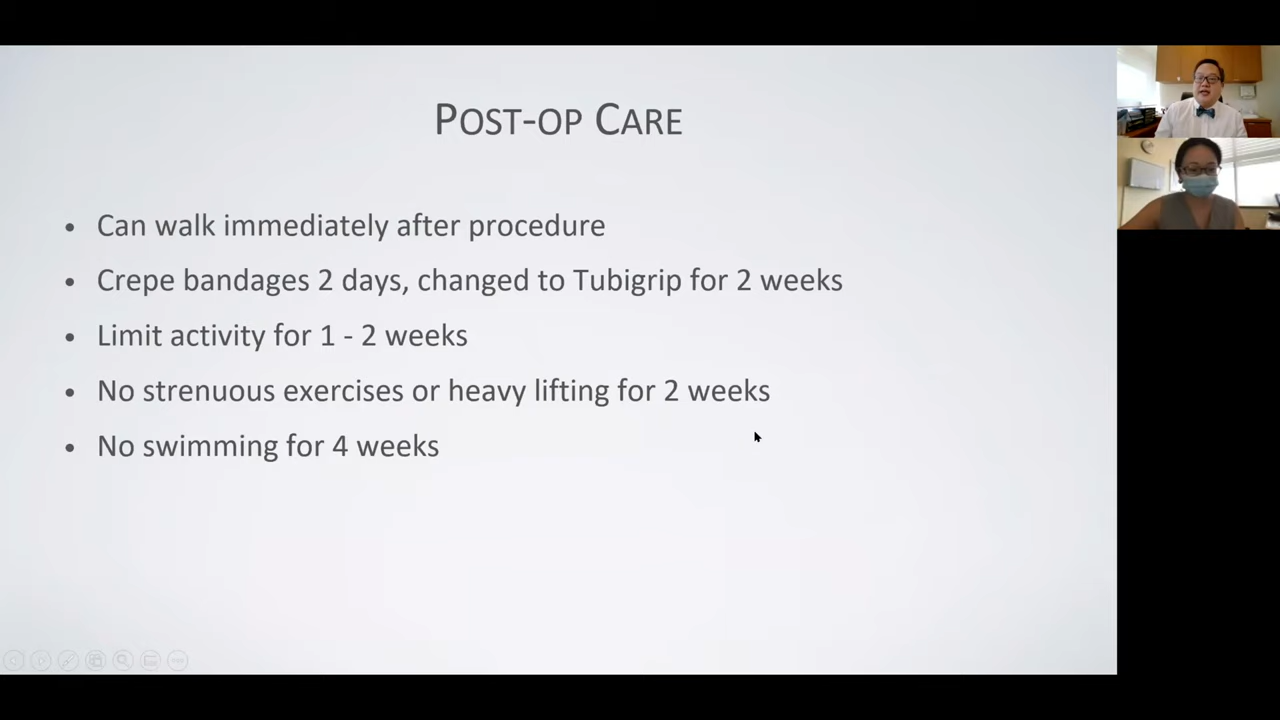 Post-op Care
• Can walk immediately after procedure
• Crepe bandages 2 days, changed to Tubigrip for 2 weeks
• Limit activity for 1 - 2 weeks
• No strenuous exercises or heavy lifting for 2 weeks
• No swimming for 4 weeks